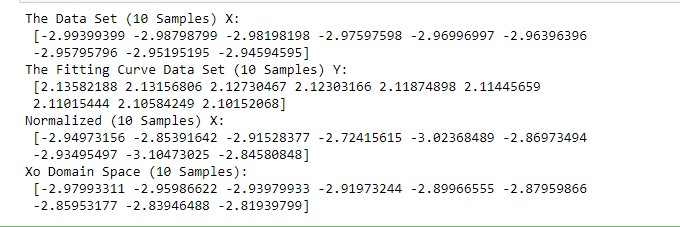 The Data Set (10 Samples) X:
[-2.99399399 -2.98798799 -2.98198198 -2.97597598 -2.96996997 -2.96396396
-2.95795796 -2.95195195 -2.94594595]
The Fitting Curve Data Set (10 Samples) Y:
[2.13582188 2.13156806 2.12730467 2.12303166 2.11874898 2.11445659
2.11015444 2.10584249 2.10152068]
Normalized (10 Samples) X:
[-2.94973156 -2.85391642 -2.91528377 -2.72415615 -3.02368489 -2.86973494
-2.93495497 -3.10473025 -2.84580848]
Xo Domain Space (10 Samples):
[-2.97993311 -2.95986622 -2.93979933 -2.91973244 -2.89966555 -2.87959866
-2.85953177 -2.83946488 -2.81939799]